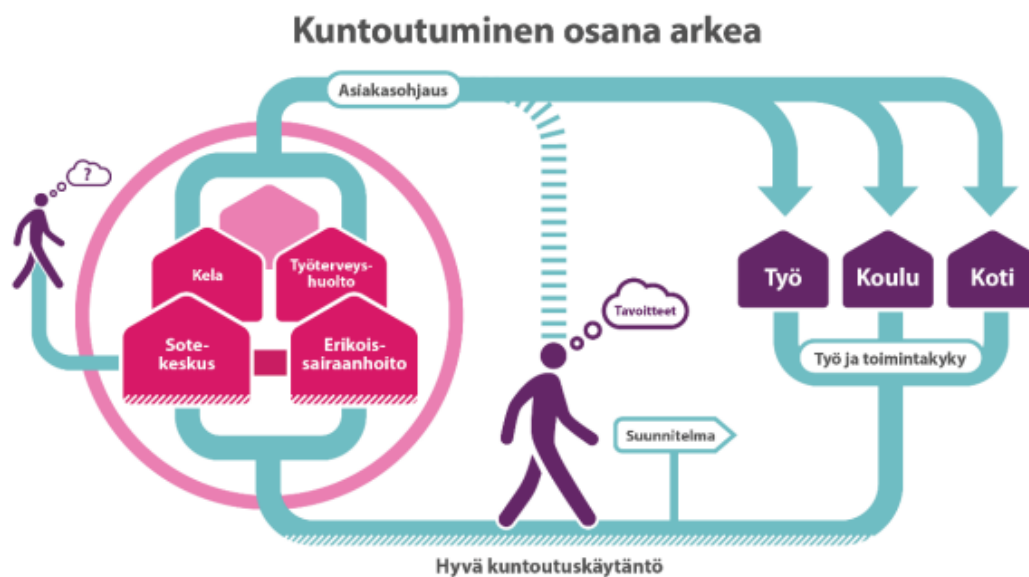 Kuntoutuminen osana arkea
Asiakasohjaus
?
Kela
Työterveys-
huolto
Sote-
keskus
Erikois-
sairaanhoito
Tavoitteet
Suunnitelma
Työ
Koulu
Koti
Työ ja toimintakyky
Hyvä kuntoutuskäytäntö